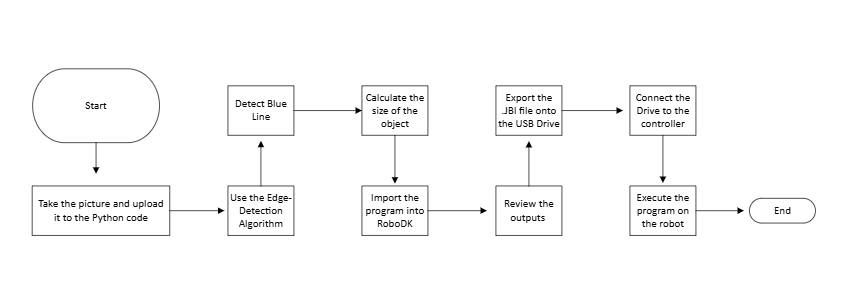 Start
Take the picture and upload
it to the Python code
Use the Edge-
Detection
Algorithm
Detect Blue
Line
Calculate the
size of the
object
Import the
program into
RoboDK
Review the
outputs
Export the
.JBI file onto
the USB Drive
Connect the
Drive to the
controller
Execute the
program on
the robot
End